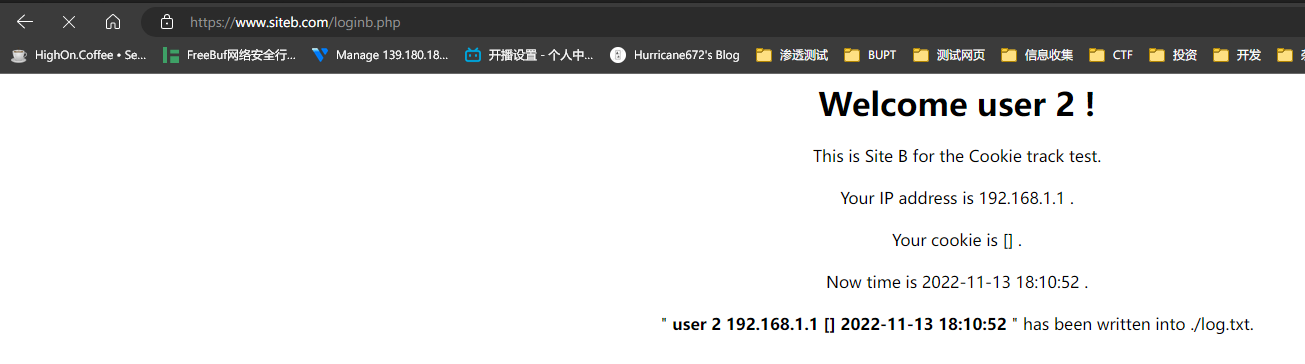 https://www.siteb.com/loginb.php
HighOn.Coffee • Se... FreeBuf网络安全行... Manage 139.180.18... 开播设置 - 个人中... Hurricane672's Blog 渗透测试 BUPT 测试网页 信息收集 CTF 投资 开发
Welcome user 2 !
This is Site B for the Cookie track test.
Your IP address is 192.168.1.1 .
Your cookie is [] .
Now time is 2022-11-13 18:10:52 .
" user 2 192.168.1.1 [] 2022-11-13 18:10:52 " has been written into ./log.txt.